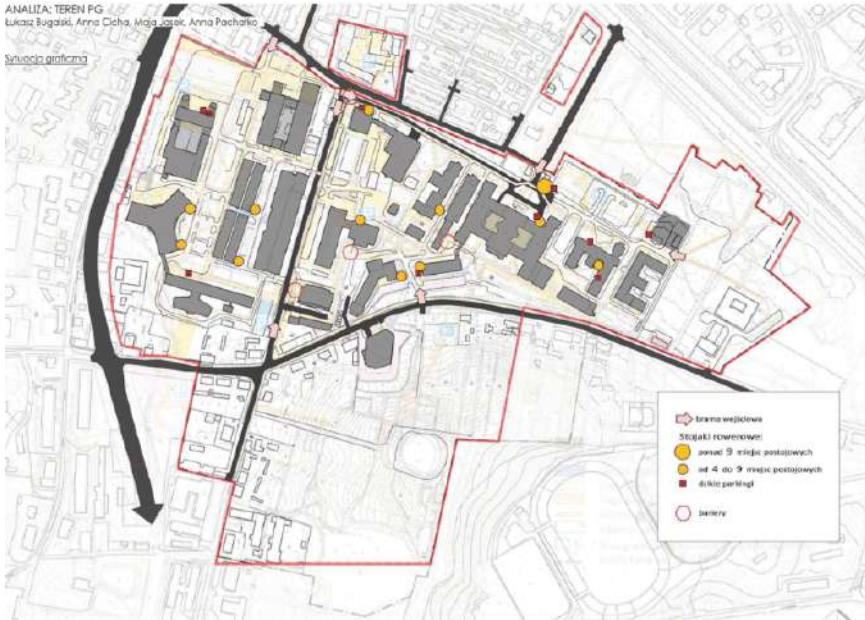 ANALIZA: TEREN PG
Łukasz Bugalski, Anna Cicha, Maja Jasek, Anna Pacharko
Sytuacja graficzna
brama wejściowa
Stojaki rowerowe:
ponad 9 miejsc postojowych
od 4 do 9 miejsc postojowych
dzikie parkingi
bariery